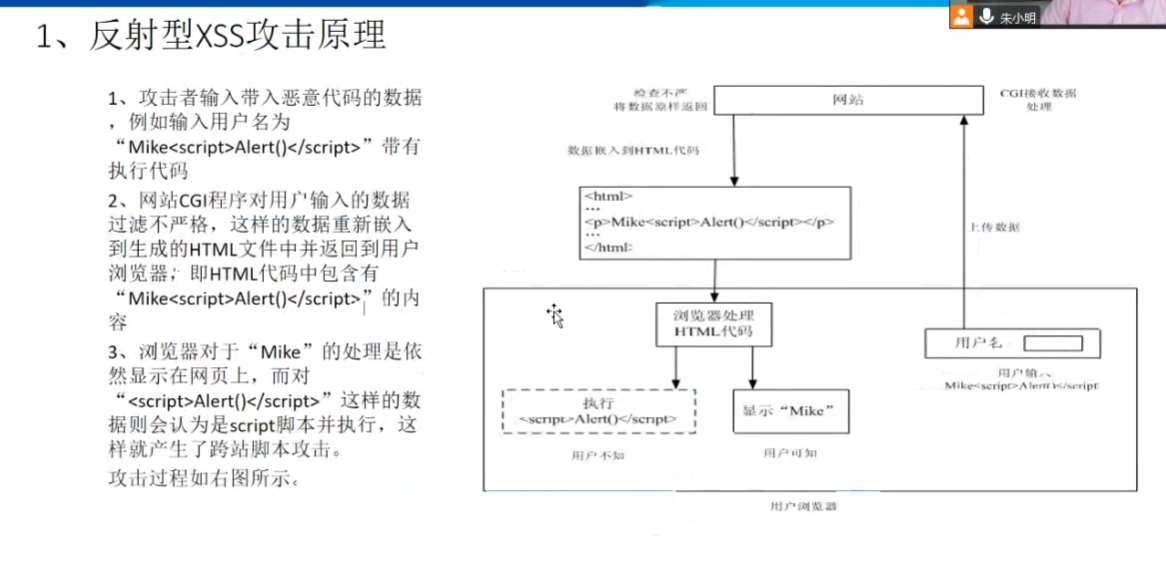 朱小明
1、反射型XSS攻击原理
1、攻击者输入带入恶意代码的数据
，例如输入用户名为
“Mike<script>Alert()</script>”带有
执行代码
2、网站CGI程序对用户输入的数据
过滤不严格，这样的数据重新嵌入
到生成的HTML文件中并返回到用户
浏览器；即HTML代码中包含有
“Mike<script>Alert()</script>”的内
容
3、浏览器对于“Mike”的处理是依
然显示在网页上，而对
“<script>Alert()</script>”这样的数
据则会认为是script脚本并执行，这
样就产生了跨站脚本攻击。
攻击过程如右图所示。
检查不严
将数据原样返回
网站
CGI接收数据
处理
数据嵌入到HTML代码
<html>
...
<p>Mike<script>Alert()</script></p>
...
</html>
上传数据
浏览器处理
HTML代码
用户名
用户输入
Mike<script>Alert()</script>
执行
<script>Alert()</script>
显示“Mike”
用户不知
用户可知
用户浏览器